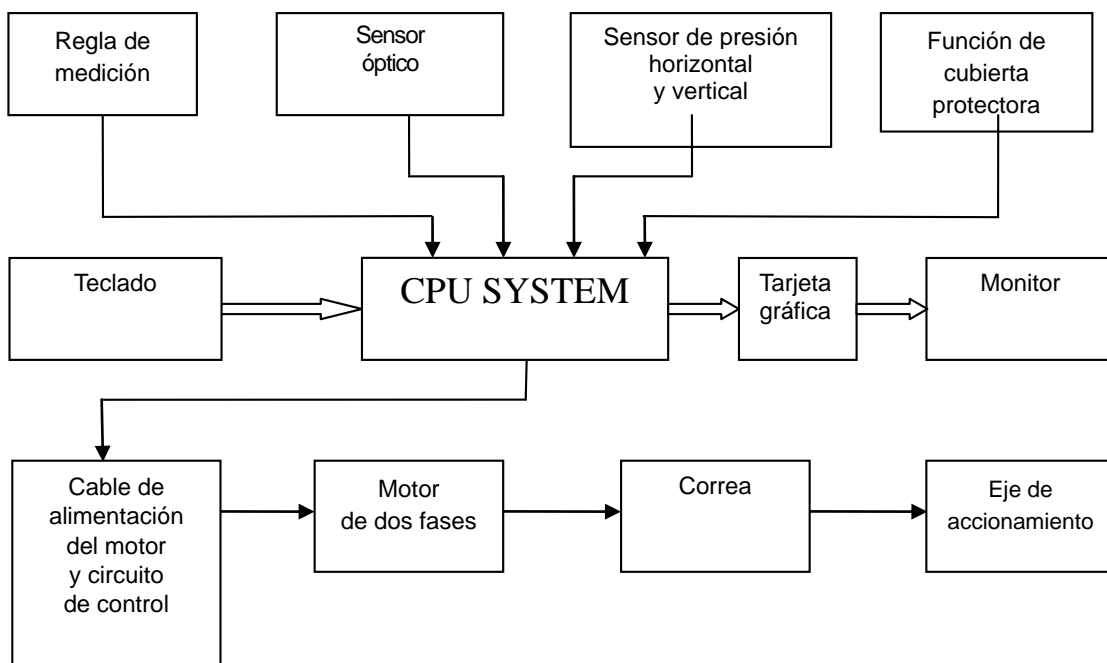 Regla de
medición
Sensor
óptico
Sensor de presión
horizontal
y vertical
Función de
cubierta
protectora
Teclado
CPU SYSTEM
Tarjeta
gráfica
Monitor
Cable de
alimentación
del motor
y circuito
de control
Motor
de dos fases
Correa
Eje de
accionamiento